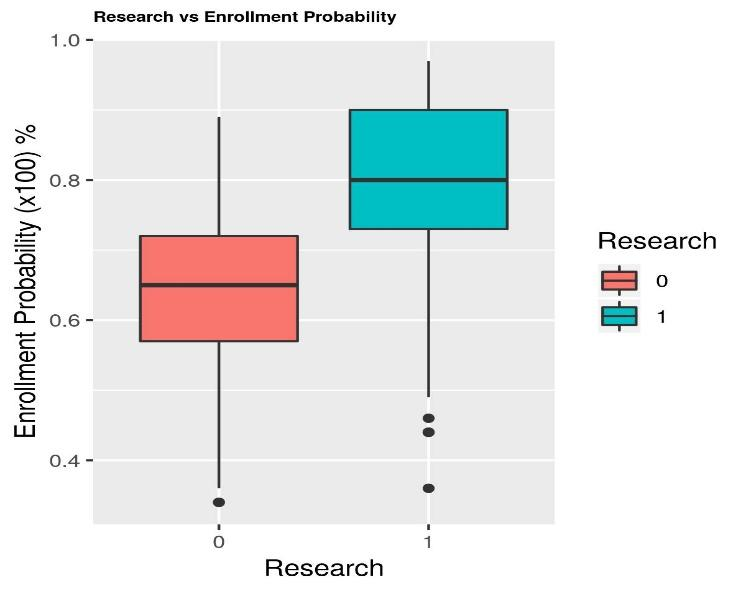 Research vs Enrollment Probability
Enrollment Probability (x100) %
1.0
0.8
0.6
0.4
0
1
Research
Research
0
1